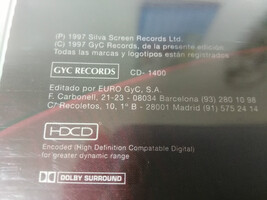 (P) 1997 Silva Screen Records Ltd.
(C) 1997 GyC Records, de la presente edición
Todas las marcas y logotipos están registrados
GYC RECORDS CD- 1400
Editado por EURO GyC, S.A.
F. Carbonell, 21-23 - 08034 Barcelona (93) 280 10 98
C/ Recoletos, 10, 1º B - 28001 Madrid (91) 575 24 14
HDCD
Encoded (High Definition Compatable Digital)
for greater dynamic range
DOLBY SURROUND